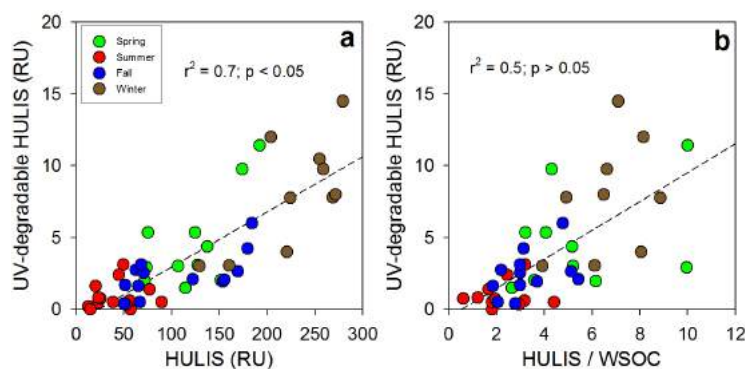 a
Spring
Summer
Fall
Winter
r² = 0.7; p < 0.05
UV-degradable HULIS (RU)
20
15
10
5
0
0 50 100 150 200 250 300
HULIS (RU)
b
r² = 0.5; p > 0.05
UV-degradable HULIS (RU)
20
15
10
5
0
0 2 4 6 8 10 12
HULIS / WSOC